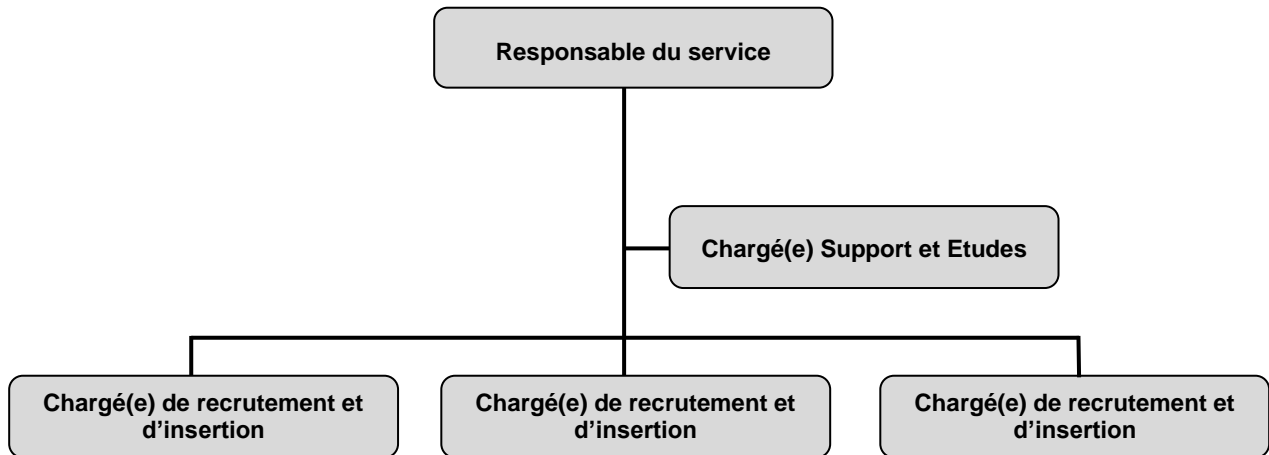 Responsable du service
Chargé(e) Support et Etudes
Chargé(e) de recrutement et
d’insertion
Chargé(e) de recrutement et
d’insertion
Chargé(e) de recrutement et
d’insertion